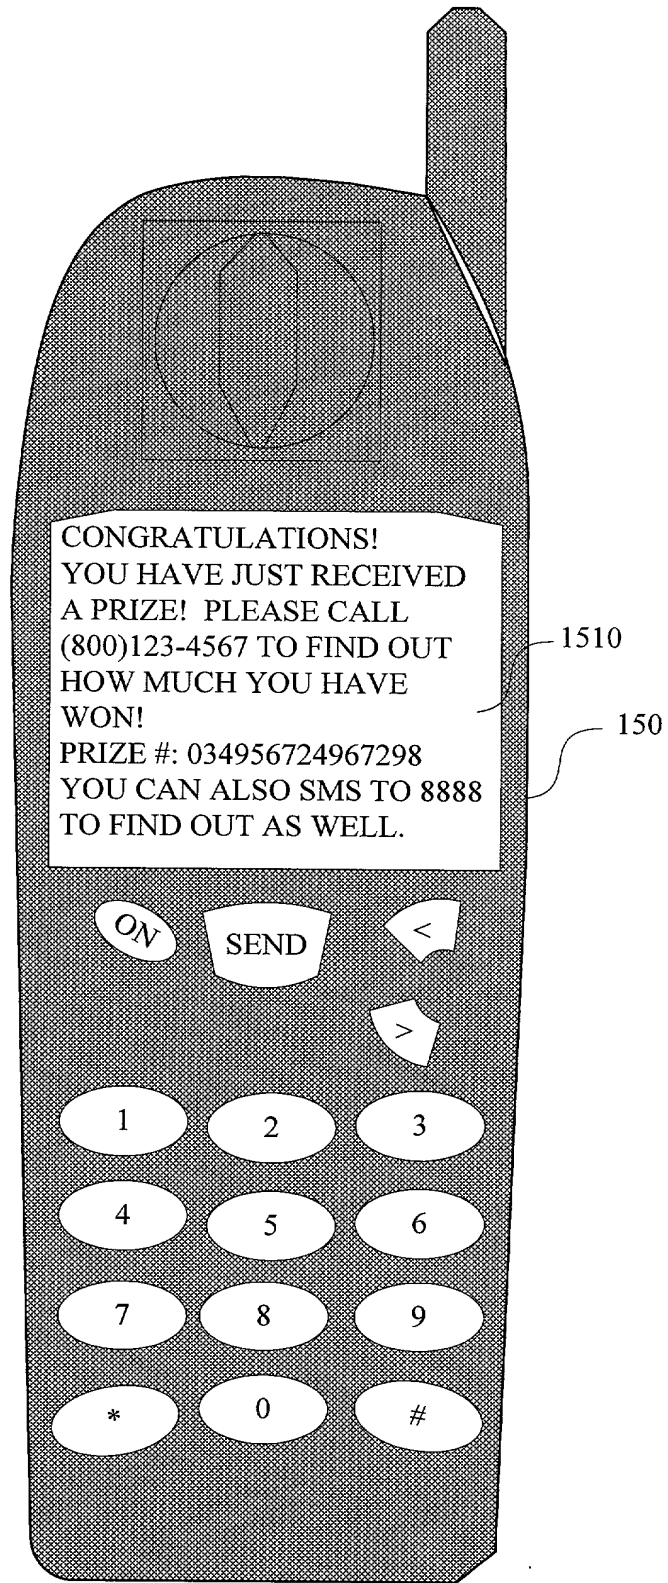 CONGRATULATIONS!
YOU HAVE JUST RECEIVED
A PRIZE!  PLEASE CALL
(800)123-4567 TO FIND OUT
HOW MUCH YOU HAVE
WON!
PRIZE #: 034956724967298
YOU CAN ALSO SMS TO 8888
TO FIND OUT AS WELL.
1510
150
ON SEND <
>
1 2 3
4 5 6
7 8 9
* 0 #